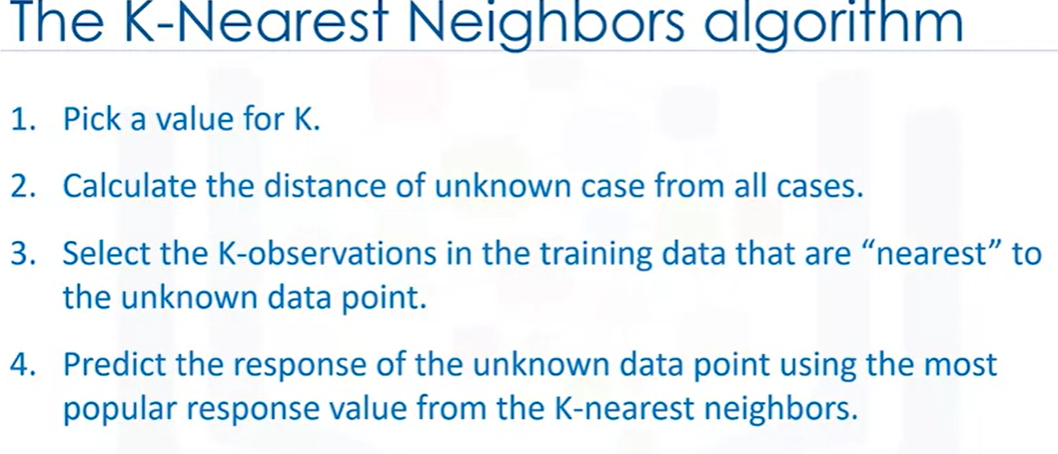 The K-Nearest Neighbors algorithm
1. Pick a value for K.
2. Calculate the distance of unknown case from all cases.
3. Select the K-observations in the training data that are “nearest” to
the unknown data point.
4. Predict the response of the unknown data point using the most
popular response value from the K-nearest neighbors.